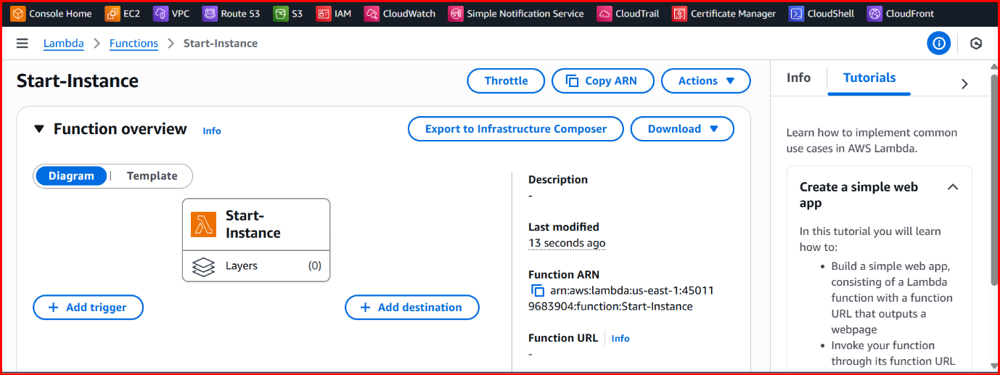 Console Home EC2 VPC Route 53 S3 IAM CloudWatch Simple Notification Service CloudTrail Certificate Manager CloudShell CloudFront
Lambda Functions Start-Instance
Start-Instance
Throttle Copy ARN Actions
Info Tutorials
Function overview Info
Export to Infrastructure Composer Download
Diagram Template
Start-
Instance
Layers (0)
+ Add trigger
+ Add destination
Description
-
Last modified
13 seconds ago
Function ARN
arn:aws:lambda:us-east-1:45011
9683904:function:Start-Instance
Function URL Info
-
Learn how to implement common
use cases in AWS Lambda.
Create a simple web
app
In this tutorial you will learn
how to:
• Build a simple web app,
consisting of a Lambda
function with a function
URL that outputs a
webpage
• Invoke your function
through its function URL